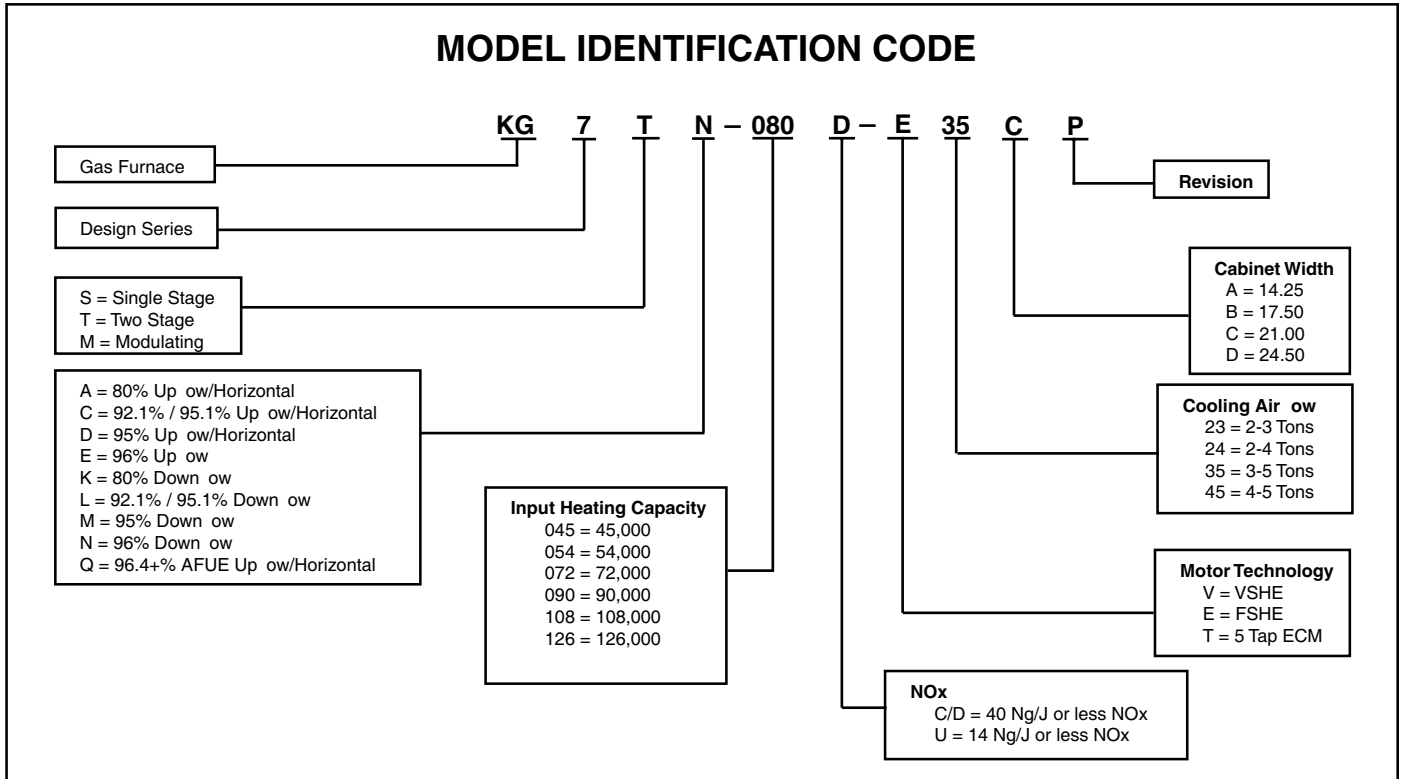 MODEL IDENTIFICATION CODE
KG 7 T N – 080 D – E 35 C P
Gas Furnace
Design Series
S = Single Stage
T = Two Stage
M = Modulating
A = 80% Up ow/Horizontal
C = 92.1% / 95.1% Up ow/Horizontal
D = 95% Up ow/Horizontal
E = 96% Up ow
K = 80% Down ow
L = 92.1% / 95.1% Down ow
M = 95% Down ow
N = 96% Down ow
Q = 96.4+% AFUE Up ow/Horizontal
Input Heating Capacity
045 = 45,000
054 = 54,000
072 = 72,000
090 = 90,000
108 = 108,000
126 = 126,000
Revision
Cabinet Width
A = 14.25
B = 17.50
C = 21.00
D = 24.50
Cooling Air ow
23 = 2-3 Tons
24 = 2-4 Tons
35 = 3-5 Tons
45 = 4-5 Tons
Motor Technology
V = VSHE
E = FSHE
T = 5 Tap ECM
NOx
C/D = 40 Ng/J or less NOx
U = 14 Ng/J or less NOx